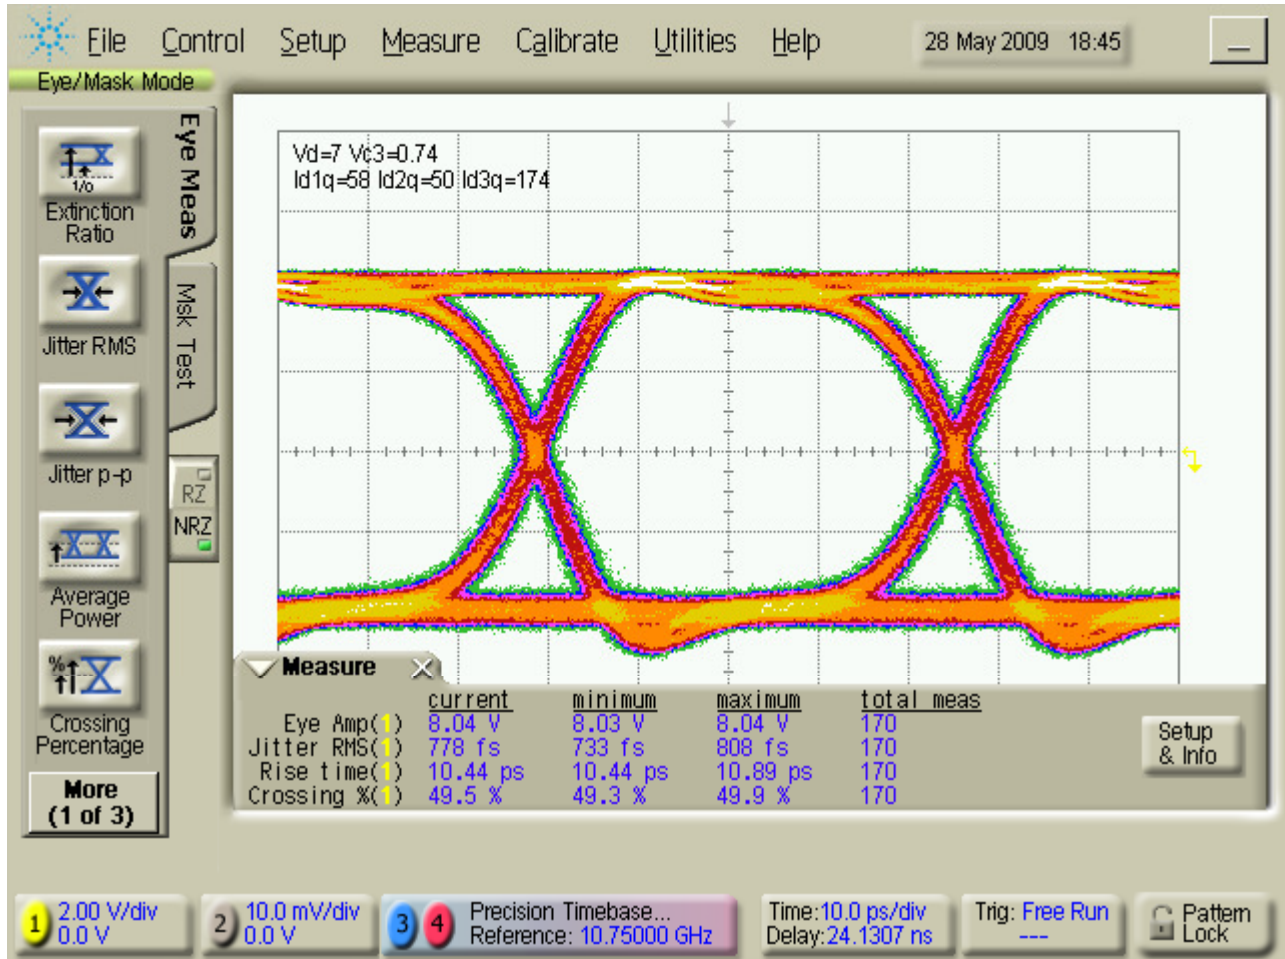 File Control Setup Measure Calibrate Utilities Help 28 May 2009 18:45
Eye/Mask Mode
Eye Meas
Msk Test
1/0
Extinction
Ratio
Jitter RMS
Jitter p-p
Average
Power
%
Crossing
Percentage
More
(1 of 3)
RZ
NRZ
Vd=7 Vc3=0.74
Id1q=58 Id2q=50 Id3q=174
Measure
current minimum maximum total meas
Eye Amp(1) 8.04 V 8.03 V 8.04 V 170
Jitter RMS(1) 778 fs 733 fs 808 fs 170
Rise time(1) 10.44 ps 10.44 ps 10.89 ps 170
Crossing %(1) 49.5 % 49.3 % 49.9 % 170
Setup
& Info
1 2.00 V/div
0.0 V
2 10.0 mV/div
0.0 V
3 4 Precision Timebase...
Reference: 10.75000 GHz
Time:10.0 ps/div
Delay:24.1307 ns
Trig: Free Run
---
Pattern
Lock